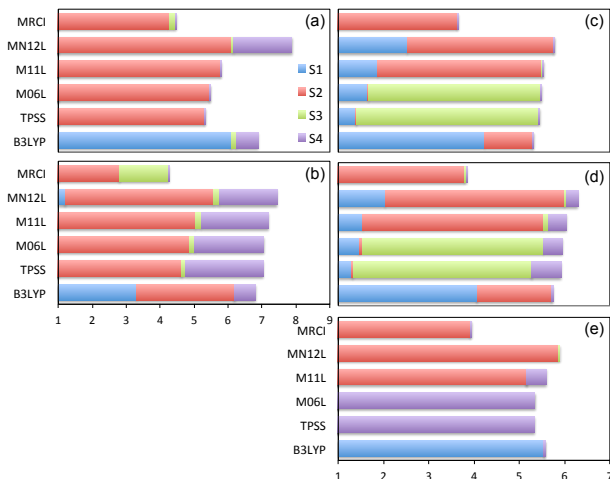 MRCI (a) (c)
MN12L
M11L S1
M06L S2
TPSS S3
B3LYP S4
MRCI (b) (d)
MN12L
M11L
M06L
TPSS
B3LYP
1 2 3 4 5 6 7 8 9
MRCI (e)
MN12L
M11L
M06L
TPSS
B3LYP
1 2 3 4 5 6 7